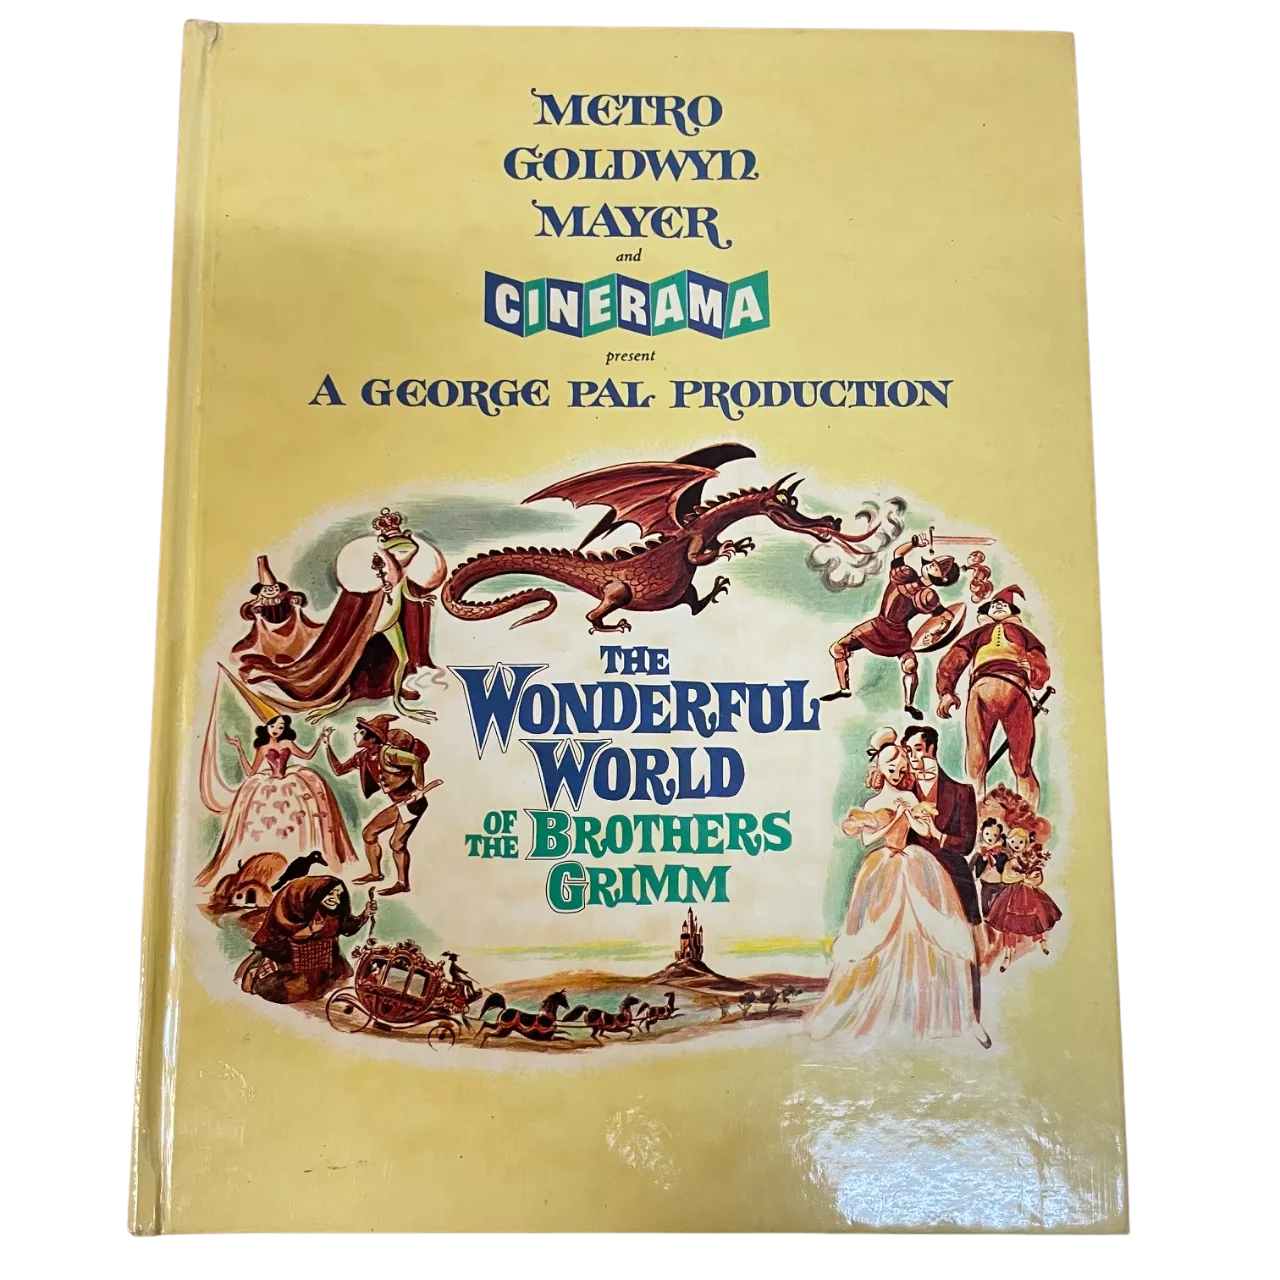 METRO
GOLDWYN
MAYER
and
CINERAMA
present
A GEORGE PAL PRODUCTION
THE
WONDERFUL
WORLD
OF THE BROTHERS
GRIMM